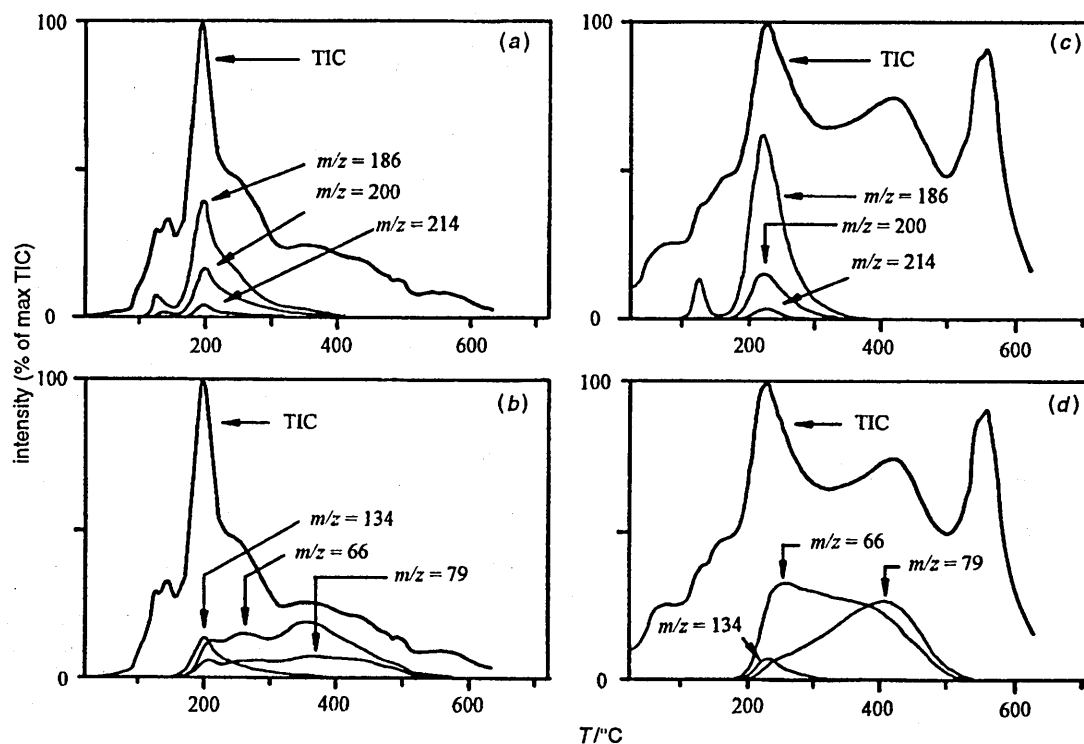 100
(a)
TIC
m/z = 186
m/z = 200
m/z = 214
0
200
400
600
100
(c)
TIC
m/z = 186
m/z = 200
m/z = 214
0
200
400
600
intensity (% of max TIC)
100
(b)
TIC
m/z = 134
m/z = 66
m/z = 79
0
200
400
600
100
(d)
TIC
m/z = 66
m/z = 79
m/z = 134
0
200
400
600
T/°C